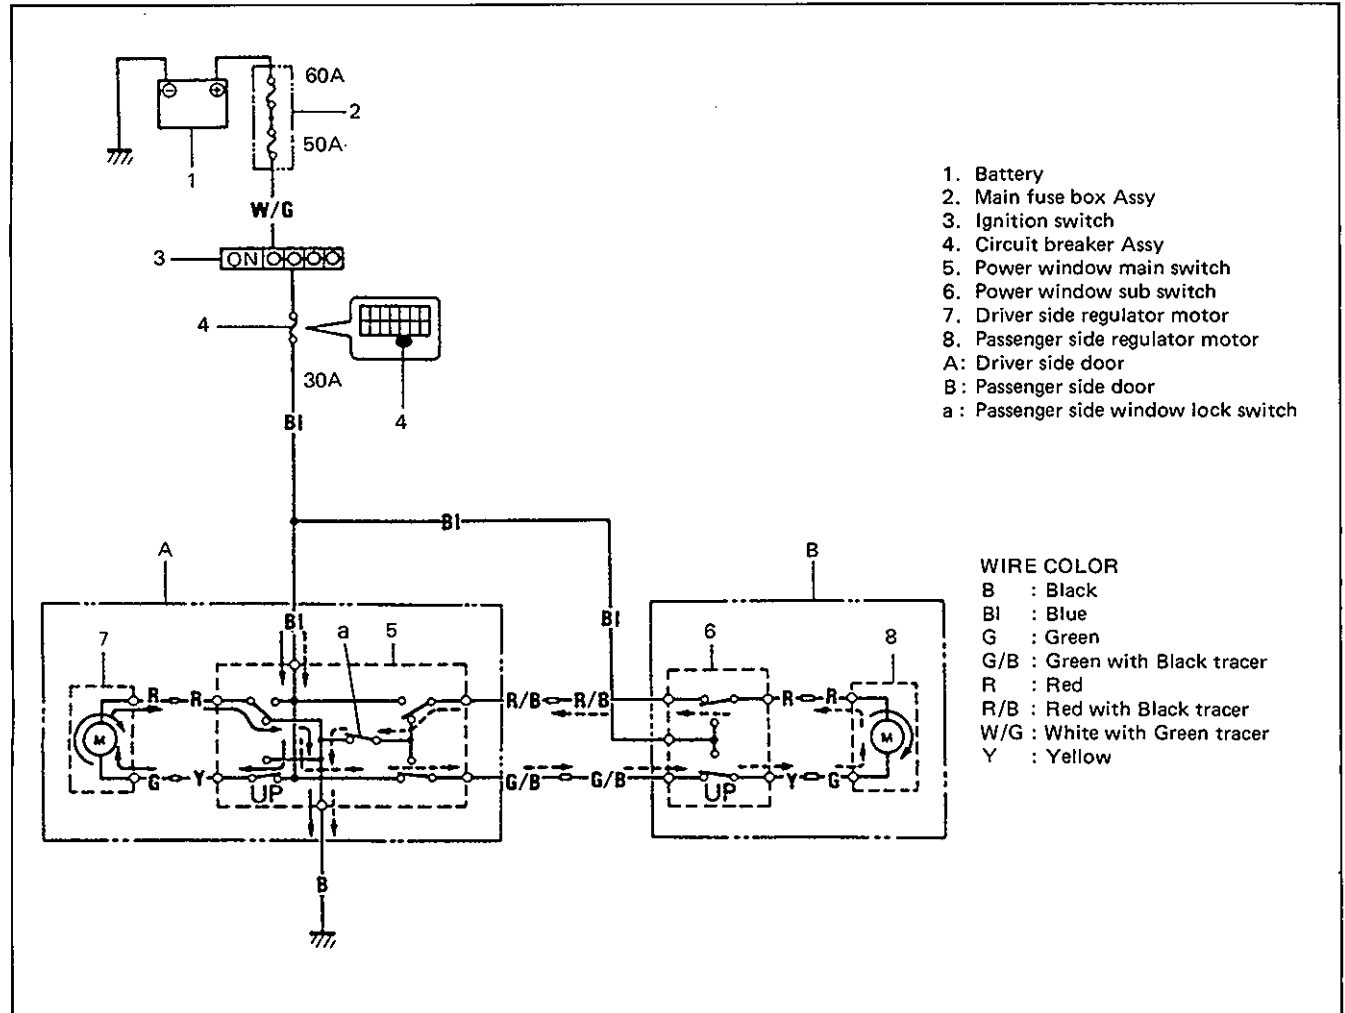 60A
2
50A
1
W/G
3
ON
4
30A
4
Bl
Bl
A
B
Bl
a
5
Bl
6
7
8
R
R
R/B
R/B
R
R
M
M
G
Y
UP
G/B
G/B
UP
Y
G
B
1. Battery
2. Main fuse box Assy
3. Ignition switch
4. Circuit breaker Assy
5. Power window main switch
6. Power window sub switch
7. Driver side regulator motor
8. Passenger side regulator motor
A: Driver side door
B: Passenger side door
a: Passenger side window lock switch
WIRE COLOR
B : Black
Bl : Blue
G : Green
G/B : Green with Black tracer
R : Red
R/B : Red with Black tracer
W/G : White with Green tracer
Y : Yellow